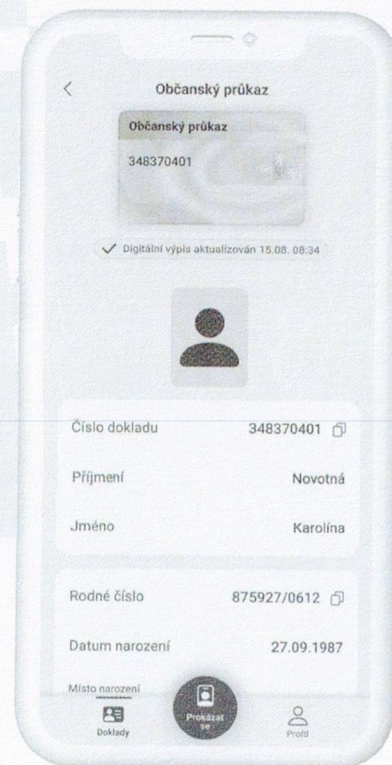 Občanský průkaz
Občanský průkaz
348370401
Digitální výpis aktualizován 15.08. 08:34
Číslo dokladu 348370401
Příjmení Novotná
Jméno Karolína
Rodné číslo 875927/0612
Datum narození 27.09.1987
Místo narození
Doklady
Prokázat
se
Profil